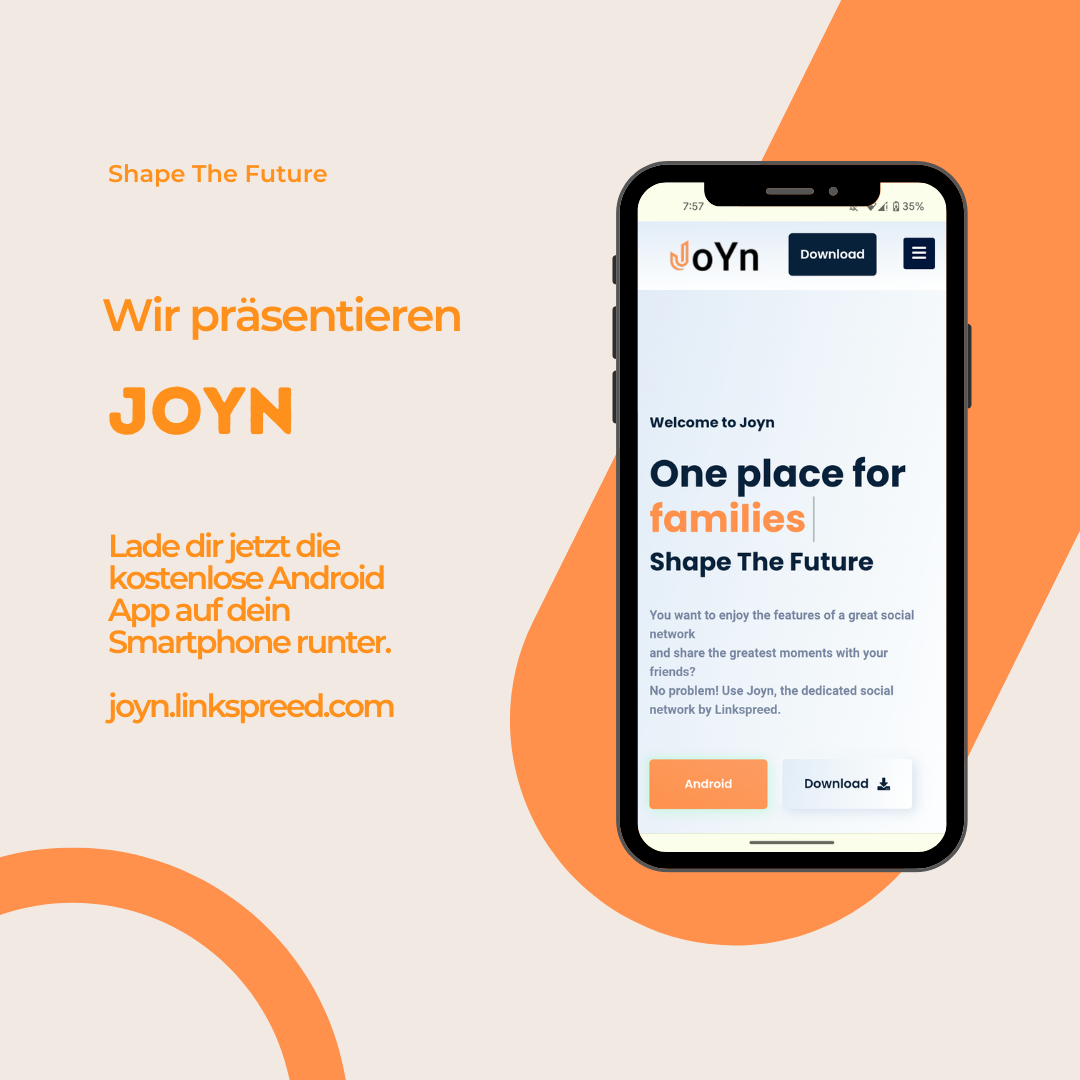 Shape The Future
Wir präsentieren
JOYN
Lade dir jetzt die
kostenlose Android
App auf dein
Smartphone runter.
joyn.linkspreed.com
7:57
35%
JoYn
Download
Welcome to Joyn
One place for
families
Shape The Future
You want to enjoy the features of a great social
network
and share the greatest moments with your
friends?
No problem! Use Joyn, the dedicated social
network by Linkspreed.
Android
Download